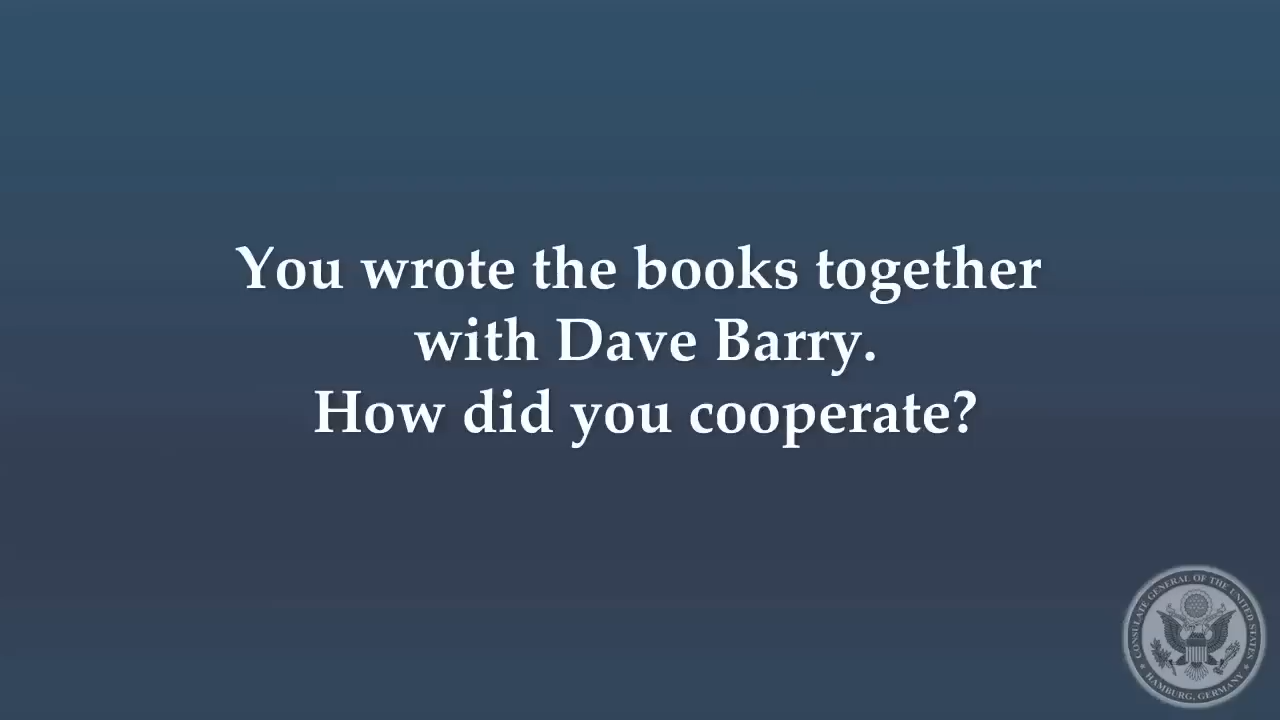 You wrote the books together
with Dave Barry.
How did you cooperate?
CONSULATE GENERAL OF THE UNITED STATES
HAMBURG, GERMANY